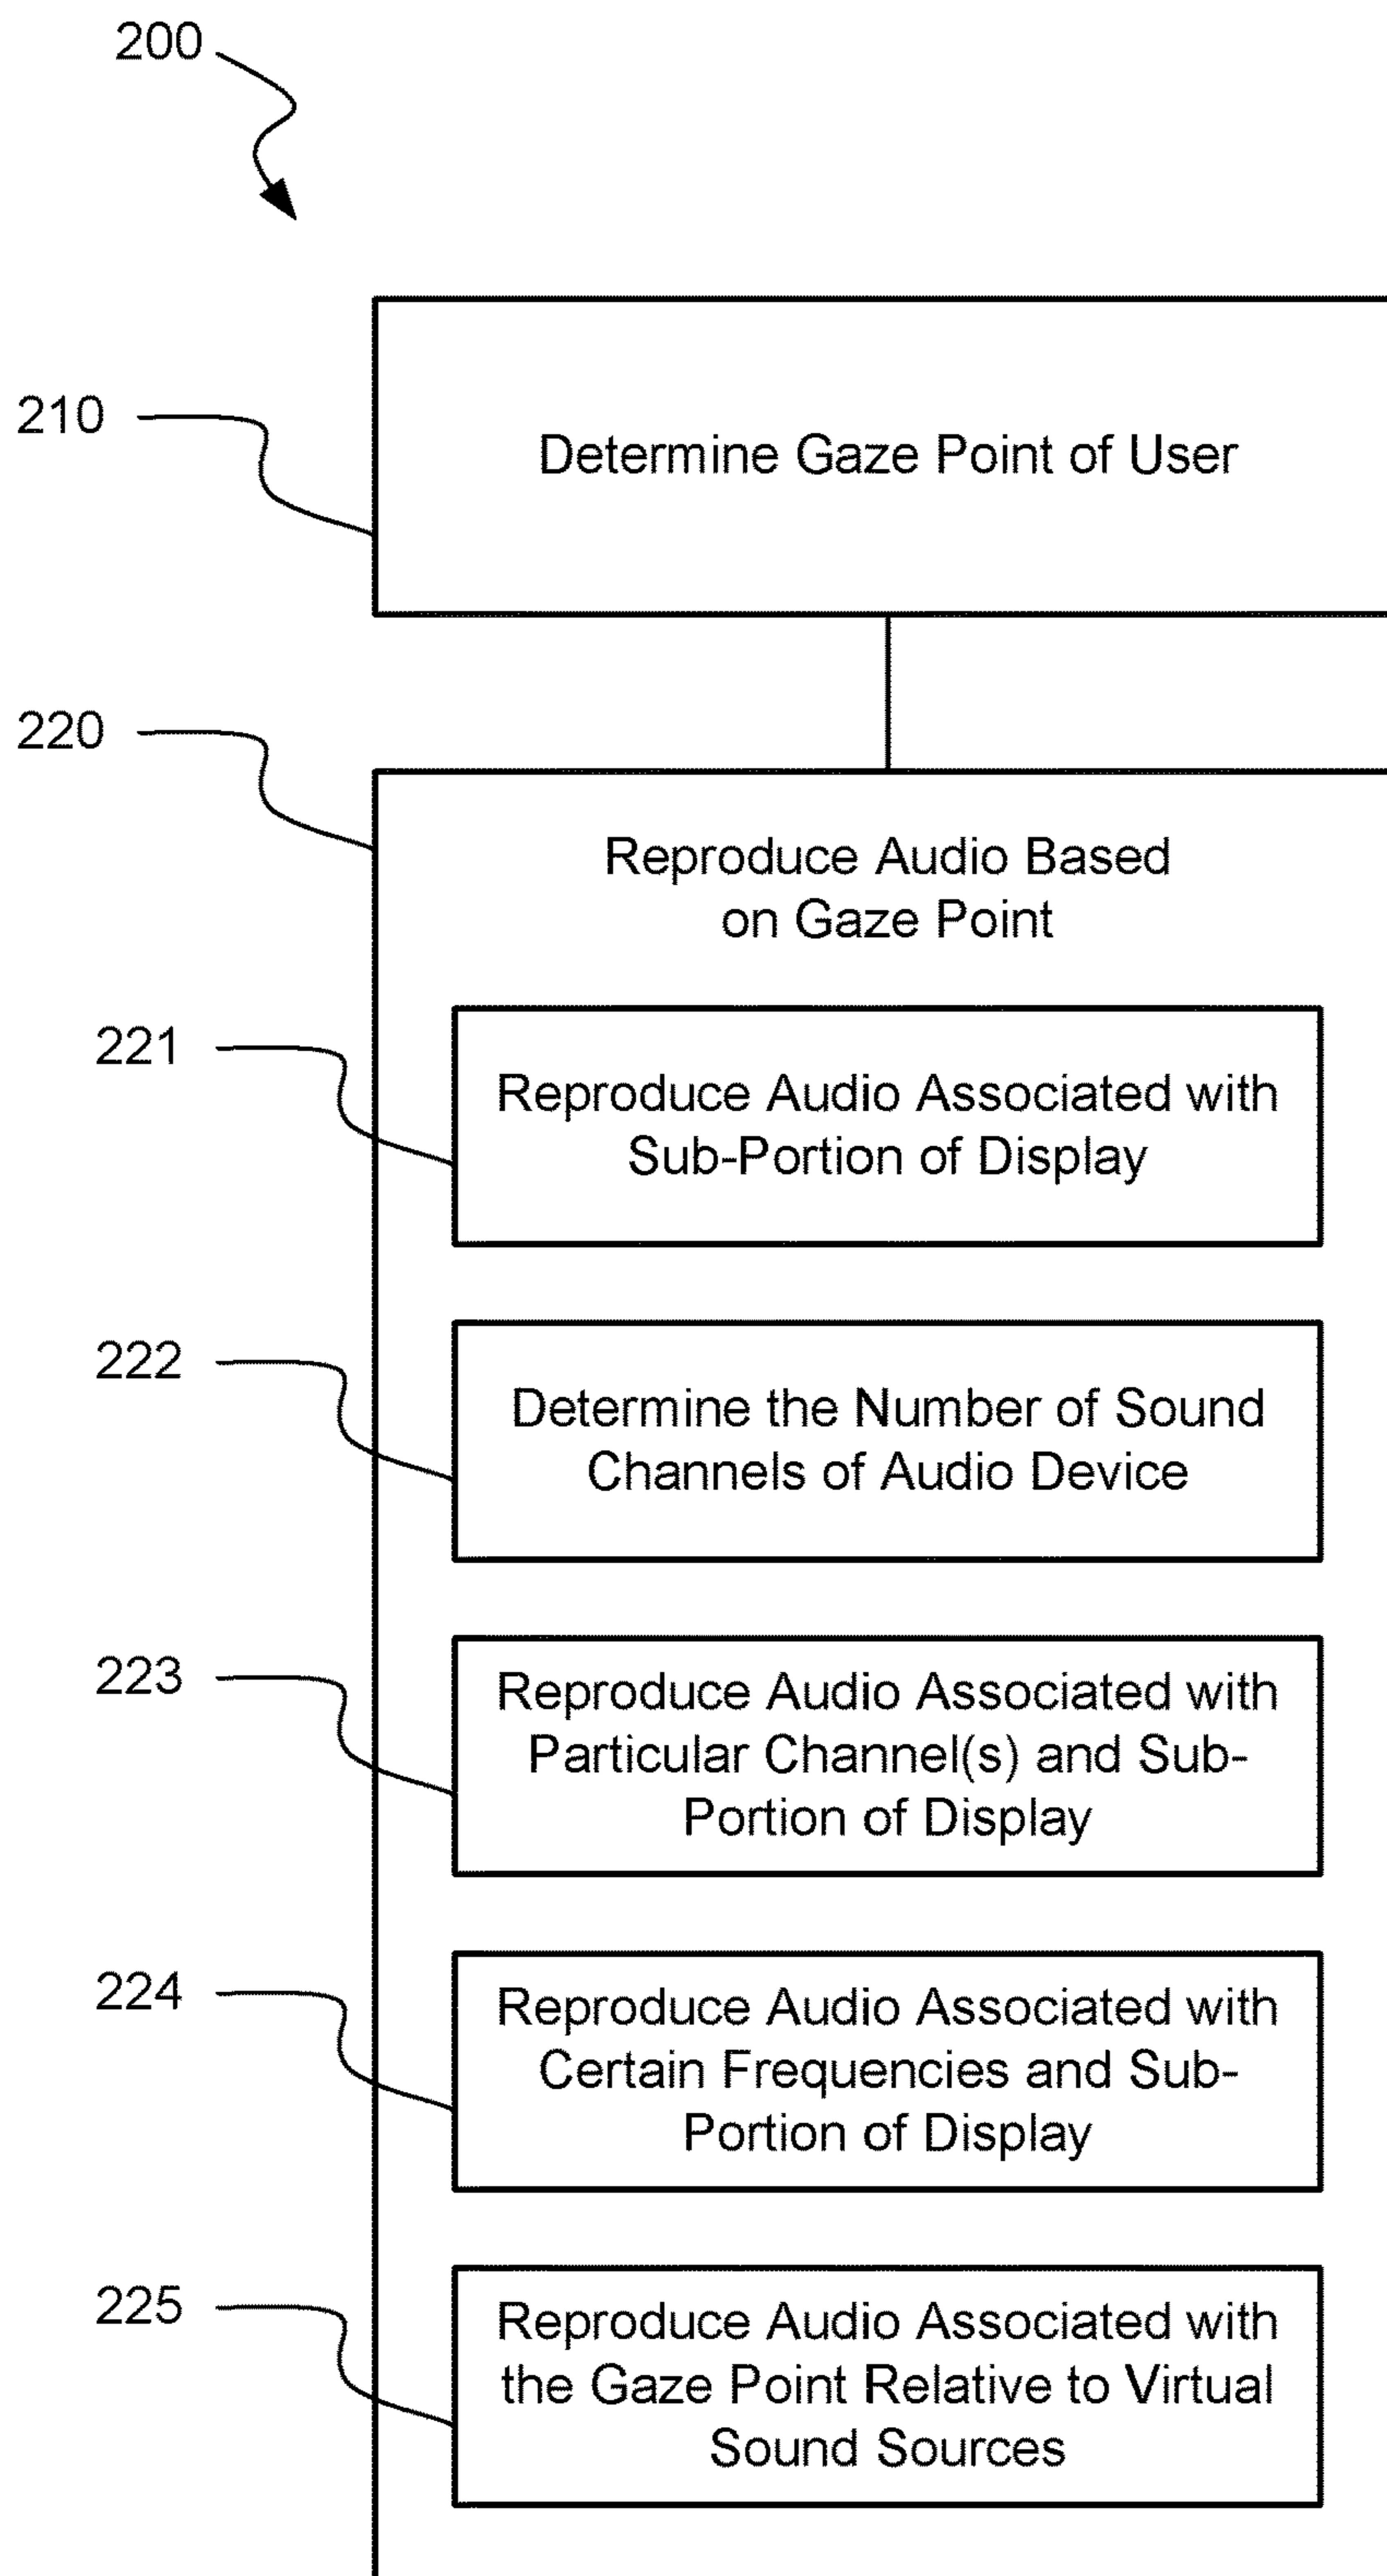 200
210
Determine Gaze Point of User
220
Reproduce Audio Based
on Gaze Point
221
Reproduce Audio Associated with
Sub-Portion of Display
222
Determine the Number of Sound
Channels of Audio Device
223
Reproduce Audio Associated with
Particular Channel(s) and Sub-
Portion of Display
224
Reproduce Audio Associated with
Certain Frequencies and Sub-
Portion of Display
225
Reproduce Audio Associated with
the Gaze Point Relative to Virtual
Sound Sources